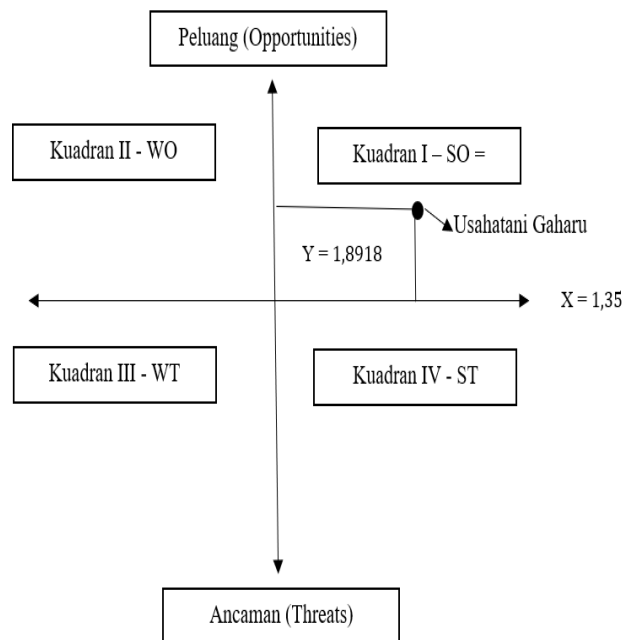 Peluang (Opportunities)
Kuadran II - WO
Kuadran I – SO =
Usahatani Gaharu
Y = 1,8918
X = 1,35
Kuadran III - WT
Kuadran IV - ST
Ancaman (Threats)